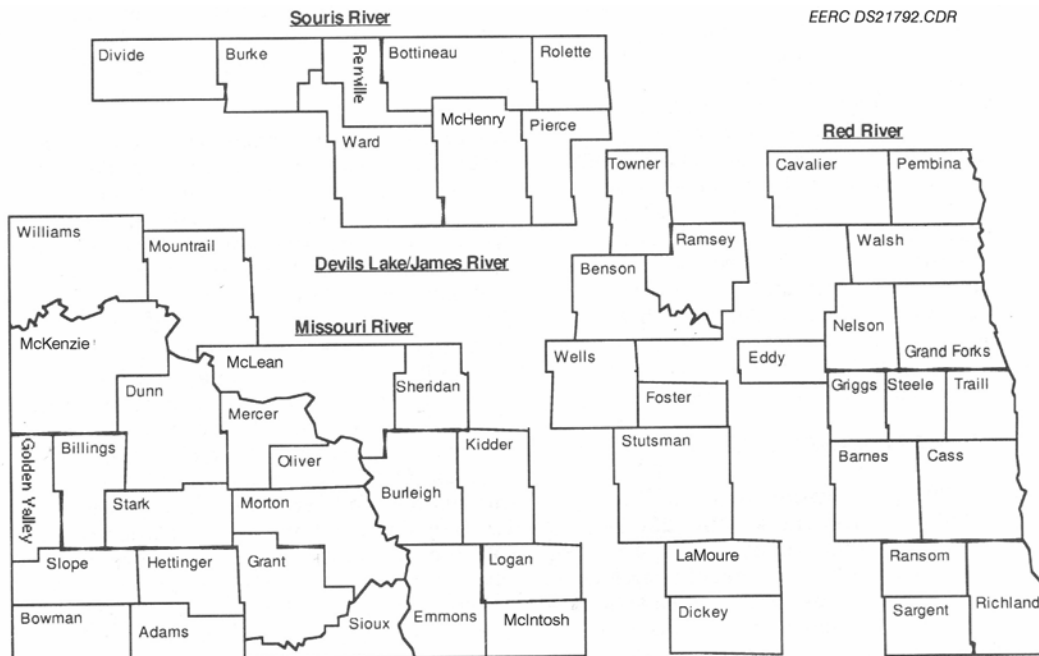 EERC DS21792.CDR
Souris River
Divide
Burke
Renville
Bottineau
Rolette
Ward
McHenry
Pierce
Red River
Towner
Cavalier
Pembina
Williams
Mountrail
Ramsey
Walsh
Devils Lake/James River
Benson
Missouri River
Nelson
Grand Forks
McKenzie
McLean
Sheridan
Wells
Eddy
Dunn
Mercer
Foster
Griggs
Steele
Traill
Golden Valley
Billings
Oliver
Kidder
Stutsman
Barnes
Cass
Stark
Morton
Burleigh
Slope
Hettinger
Grant
Logan
LaMoure
Ransom
Bowman
Adams
Sioux
Emmons
McIntosh
Dickey
Sargent
Richland